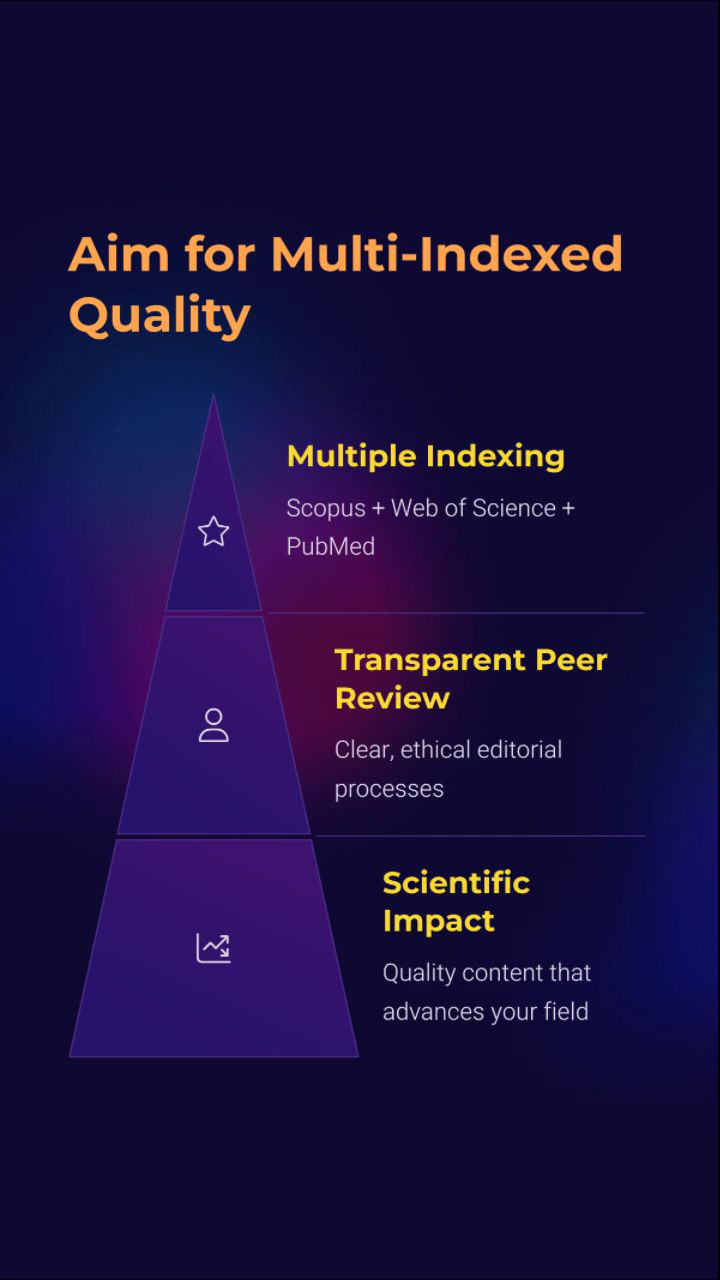 Aim for Multi-Indexed
Quality
Multiple Indexing
Scopus + Web of Science +
PubMed
Transparent Peer
Review
Clear, ethical editorial
processes
Scientific
Impact
Quality content that
advances your field